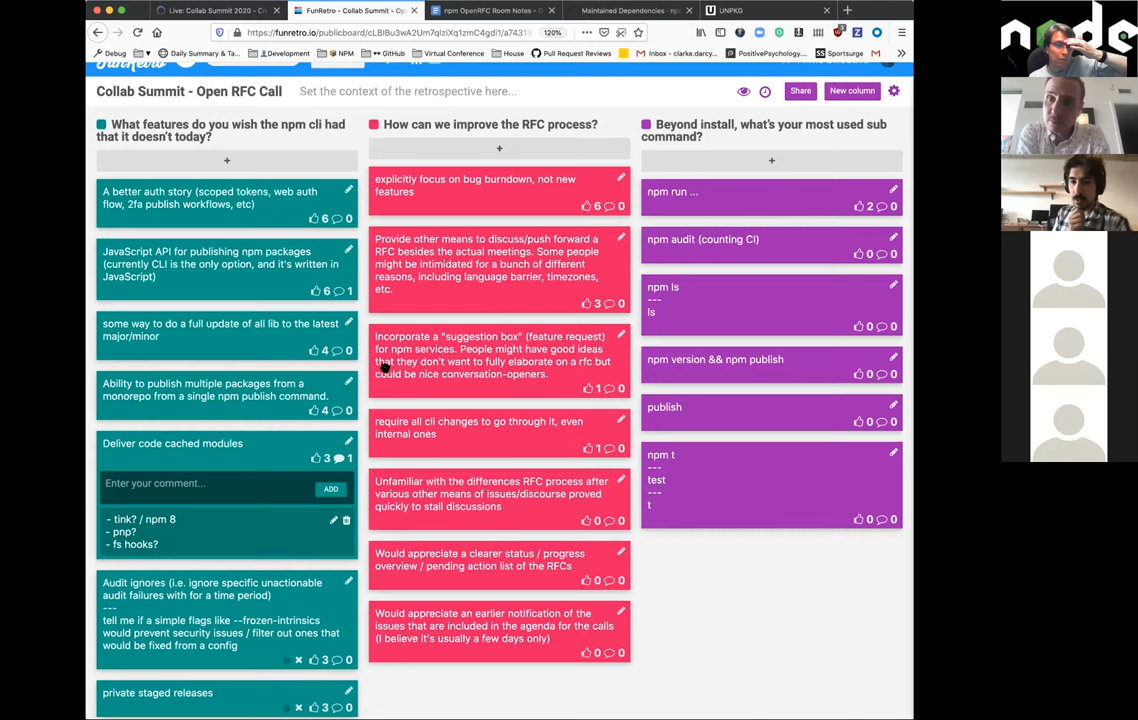 Live: Collab Summit 2020 - Cr
FunRetro - Collab Summit - Op
npm OpenRFC Room Notes - G
Maintained Dependencies · np
UNPKG
https://funretro.io/publicboard/
120%
Debug
Daily Summary & Ta
Development
NPM
GitHub
Virtual Conference
House
Pull Request Reviews
Inbox - clarke.darcy...
PositivePsychology...
Sportsurge
FunRetro
Collab Summit - Open RFC Call
Set the context of the retrospective here...
Share
New column
What features do you wish the npm cli had
that it doesn't today?
+
A better auth story (scoped tokens, web auth
flow, 2fa publish workflows, etc)
6 0
JavaScript API for publishing npm packages
(currently CLI is the only option, and it's written in
JavaScript)
6 1
some way to do a full update of all lib to the latest
major/minor
4 0
Ability to publish multiple packages from a
monorepo from a single npm publish command.
4 0
Deliver code cached modules
3 1
Enter your comment...
ADD
- tink? / npm 8
- pnp?
- fs hooks?
Audit ignores (i.e. ignore specific unactionable
audit failures with for a time period)
---
tell me if a simple flags like --frozen-intrinsics
would prevent security issues / filter out ones that
would be fixed from a config
3 0
private staged releases
3 0
How can we improve the RFC process?
+
explicitly focus on bug burndown, not new
features
6 0
Provide other means to discuss/push forward a
RFC besides the actual meetings. Some people
might be intimidated for a bunch of different
reasons, including language barrier, timezones,
etc.
3 0
Incorporate a "suggestion box" (feature request)
for npm services. People might have good ideas
that they don't want to fully elaborate on a rfc but
could be nice conversation-openers.
1 0
require all cli changes to go through it, even
internal ones
1 0
Unfamiliar with the differences RFC process after
various other means of issues/discourse proved
quickly to stall discussions
0 0
Would appreciate a clearer status / progress
overview / pending action list of the RFCs
0 0
Would appreciate an earlier notification of the
issues that are included in the agenda for the calls
(I believe it's usually a few days only)
0 0
Beyond install, what's your most used sub
command?
+
npm run ...
2 0
npm audit (counting CI)
0 0
npm ls
---
ls
0 0
npm version && npm publish
0 0
publish
0 0
npm t
---
test
---
t
0 0
node